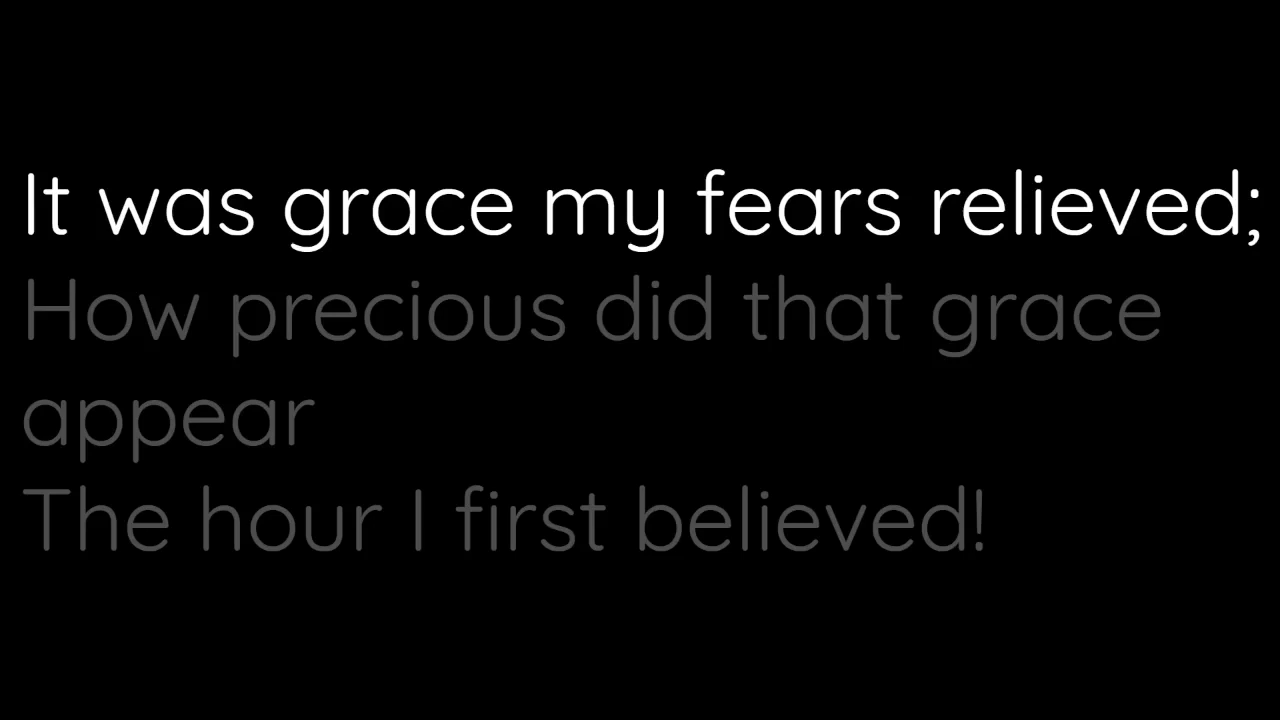 It was grace my fears relieved;
How precious did that grace
appear
The hour I first believed!